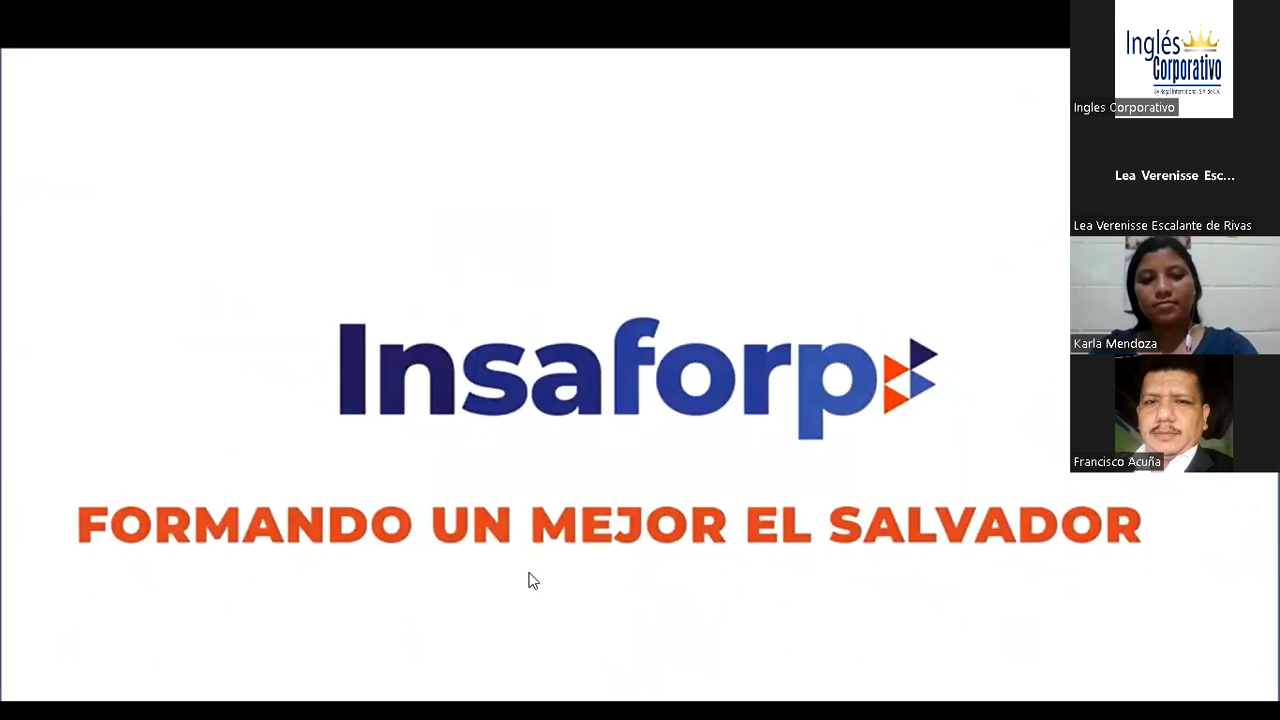 Insaforp
FORMANDO UN MEJOR EL SALVADOR
Inglés
Corporativo
Ingles Corporativo
Lea Verenisse Esc...
Lea Verenisse Escalante de Rivas
Karla Mendoza
Francisco Acuña